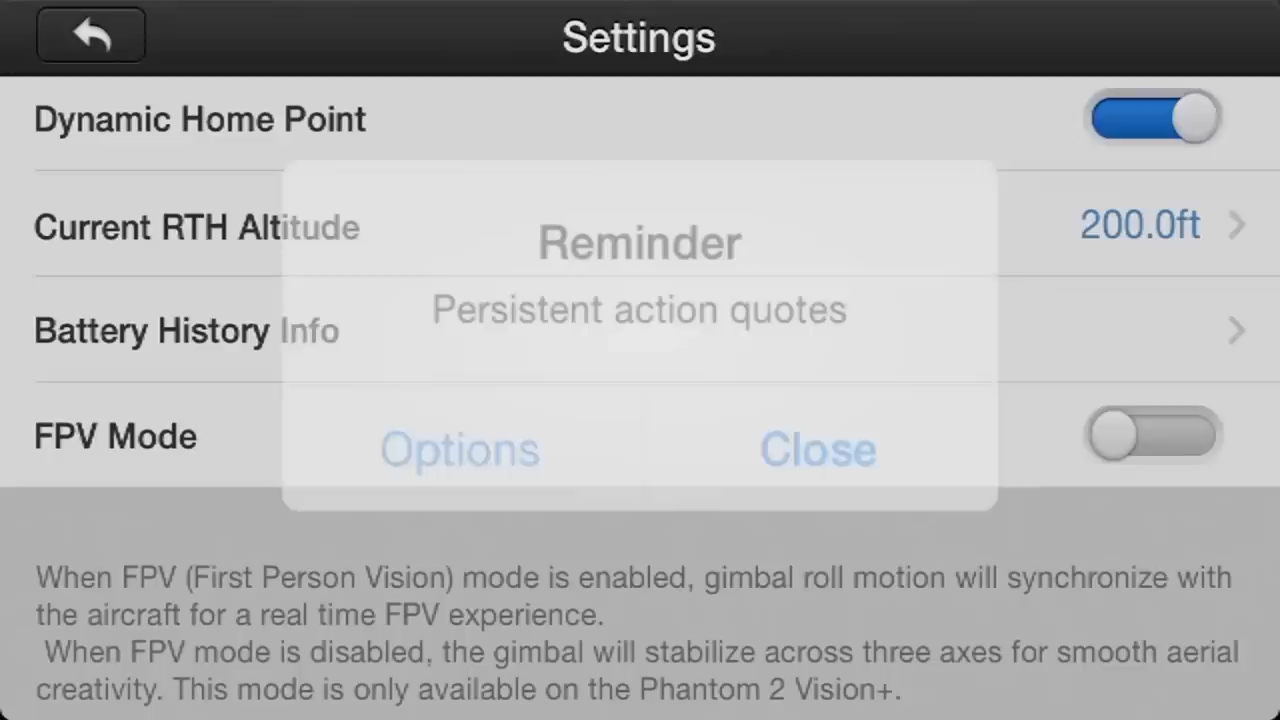 Settings
Dynamic Home Point
Current RTH Altitude
200.0ft
Reminder
Persistent action quotes
Battery History Info
FPV Mode
Options
Close
When FPV (First Person Vision) mode is enabled, gimbal roll motion will synchronize with
the aircraft for a real time FPV experience.
When FPV mode is disabled, the gimbal will stabilize across three axes for smooth aerial
creativity. This mode is only available on the Phantom 2 Vision+.